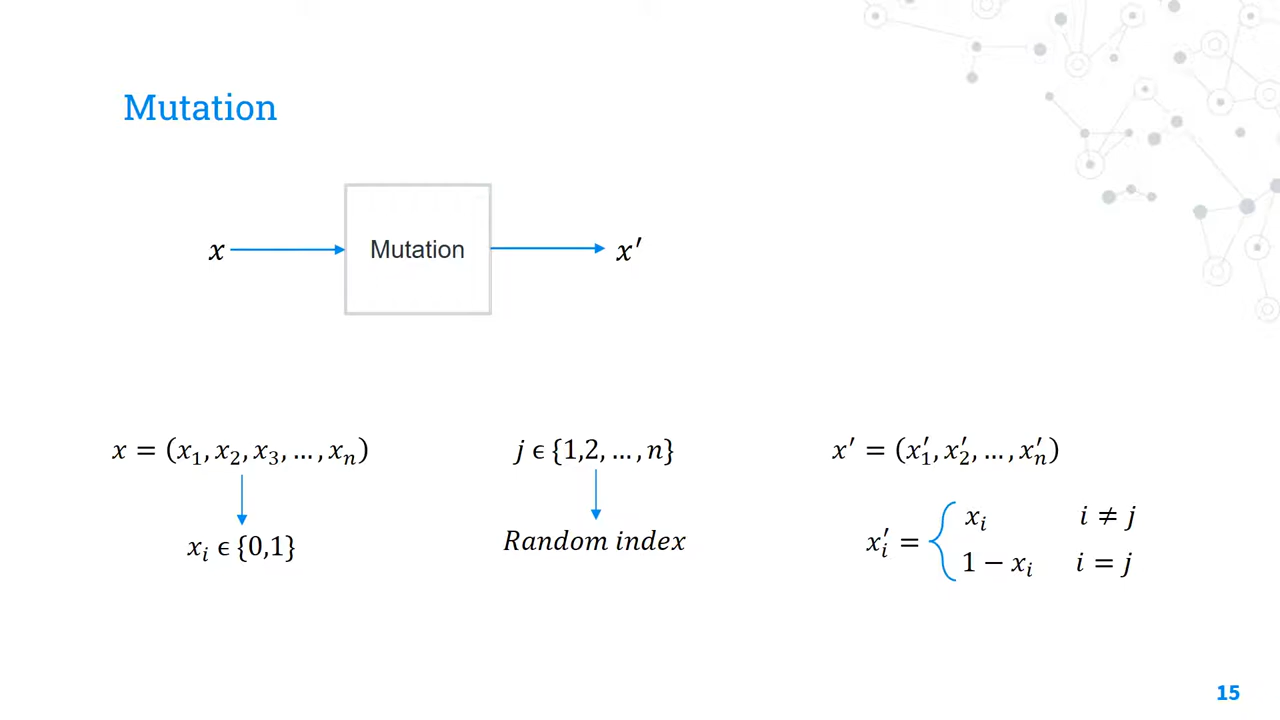 Mutation
x Mutation x′
x = (x₁, x₂, x₃, … , xₙ) j ϵ {1,2, … , n} x′ = (x′₁, x′₂, … , x′ₙ)
xᵢ ϵ {0,1} Random index x′ᵢ = { xᵢ i ≠ j
1 − xᵢ i = j
15